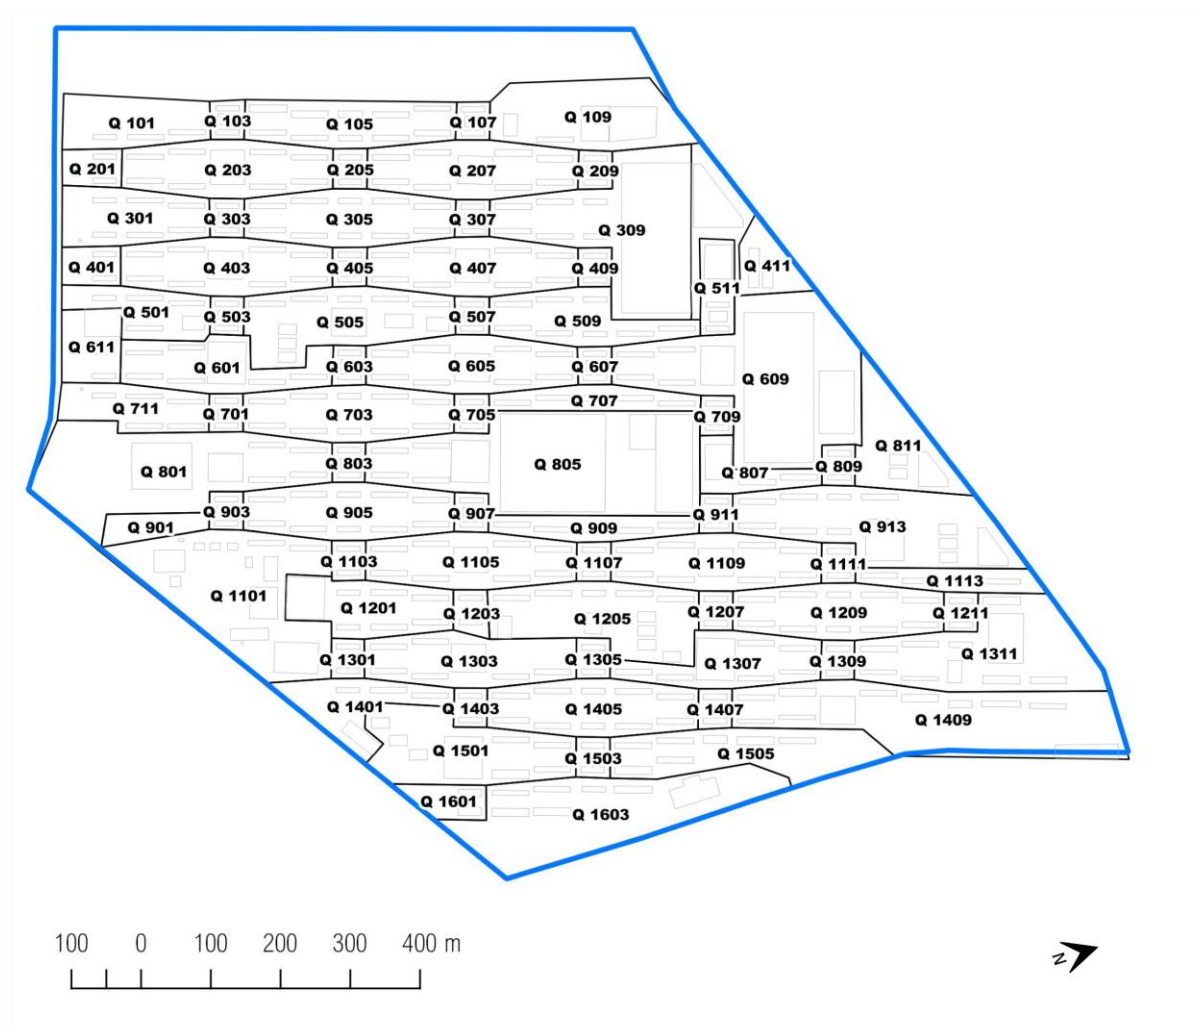 Q 101 Q 103 Q 105 Q 107 Q 109
Q 201 Q 203 Q 205 Q 207 Q 209
Q 301 Q 303 Q 305 Q 307 Q 309
Q 401 Q 403 Q 405 Q 407 Q 409 Q 411
Q 501 Q 503 Q 505 Q 507 Q 509 Q 511
Q 611 Q 601 Q 603 Q 605 Q 607 Q 609
Q 711 Q 701 Q 703 Q 705 Q 707 Q 709
Q 801 Q 803 Q 805 Q 807 Q 809 Q 811
Q 901 Q 903 Q 905 Q 907 Q 909 Q 911 Q 913
Q 1101 Q 1103 Q 1105 Q 1107 Q 1109 Q 1111 Q 1113
Q 1201 Q 1203 Q 1205 Q 1207 Q 1209 Q 1211
Q 1301 Q 1303 Q 1305 Q 1307 Q 1309 Q 1311
Q 1401 Q 1403 Q 1405 Q 1407 Q 1409
Q 1501 Q 1503 Q 1505
Q 1601 Q 1603
100 0 100 200 300 400 m
N